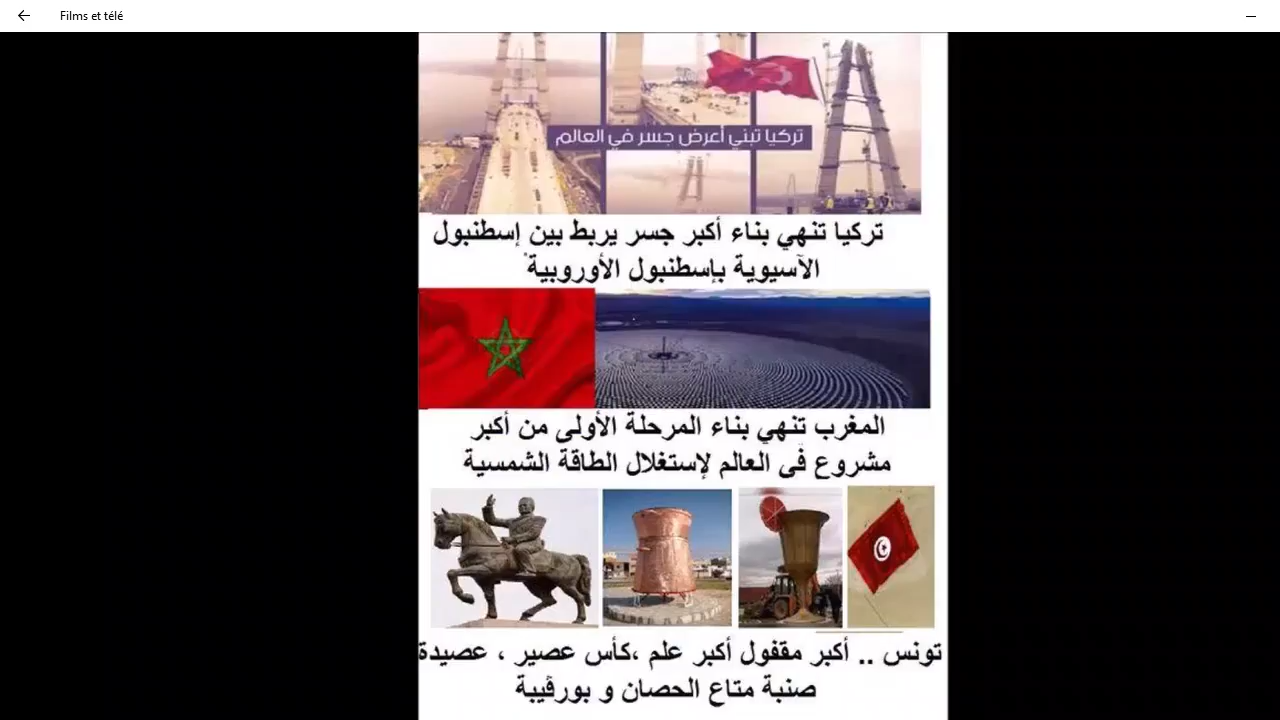 Films et télé
تركيا تبني أعرض جسر في العالم
تركيا تنهي بناء أكبر جسر يربط بين إسطنبول
الآسيوية بإسطنبول الأوروبية
المغرب تنهي بناء المرحلة الأولى من أكبر
مشروع في العالم لإستغلال الطاقة الشمسية
تونس .. أكبر مقفول أكبر علم ،كأس عصير ، عصيدة
صنبة متاع الحصان و بورڤيبة